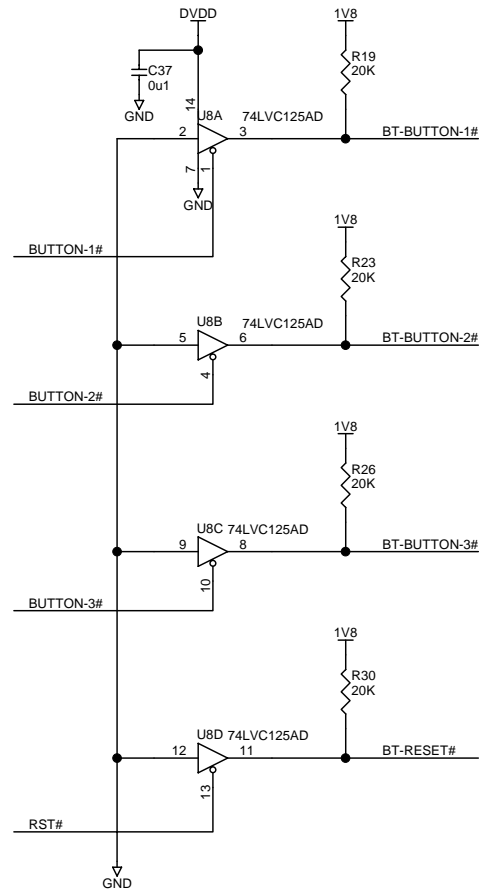 DVDD
1V8
C37
0u1
R19
20K
14
U8A
74LVC125AD
GND
2
3
BT-BUTTON-1#
7
1
GND
1V8
BUTTON-1#
R23
20K
U8B
74LVC125AD
5
6
BT-BUTTON-2#
4
BUTTON-2#
1V8
R26
20K
U8C
74LVC125AD
9
8
BT-BUTTON-3#
10
BUTTON-3#
1V8
R30
20K
U8D
74LVC125AD
12
11
BT-RESET#
13
RST#
GND